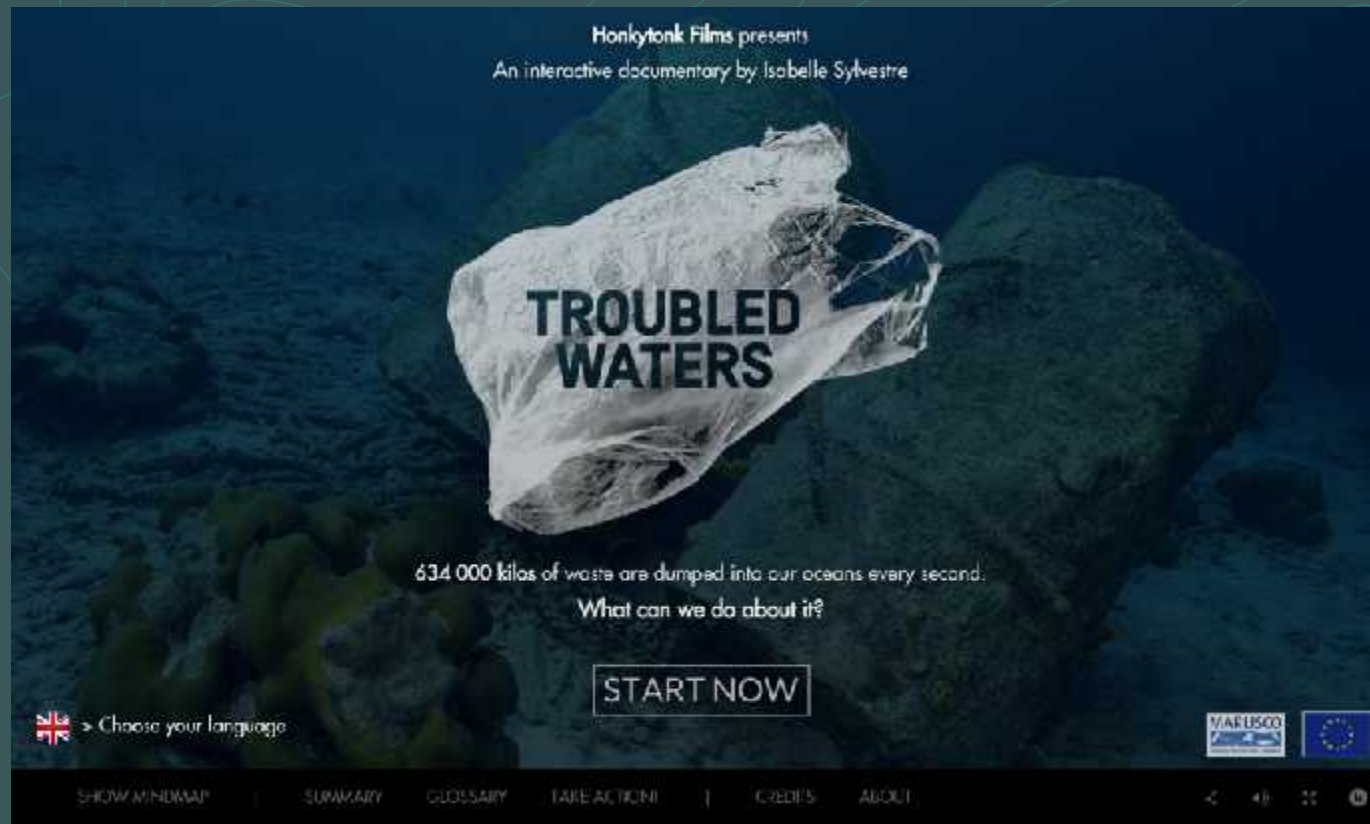 Honkytonk Films presents
An interactive documentary by Isabelle Sylvestre
TROUBLED
WATERS
634 000 kilos of waste are dumped into our oceans every second.
What can we do about it?
START NOW
> Choose your language
MARLISCO
SHOW MINDMAP | SUMMARY GLOSSARY TAKE ACTION! | CREDITS ABOUT